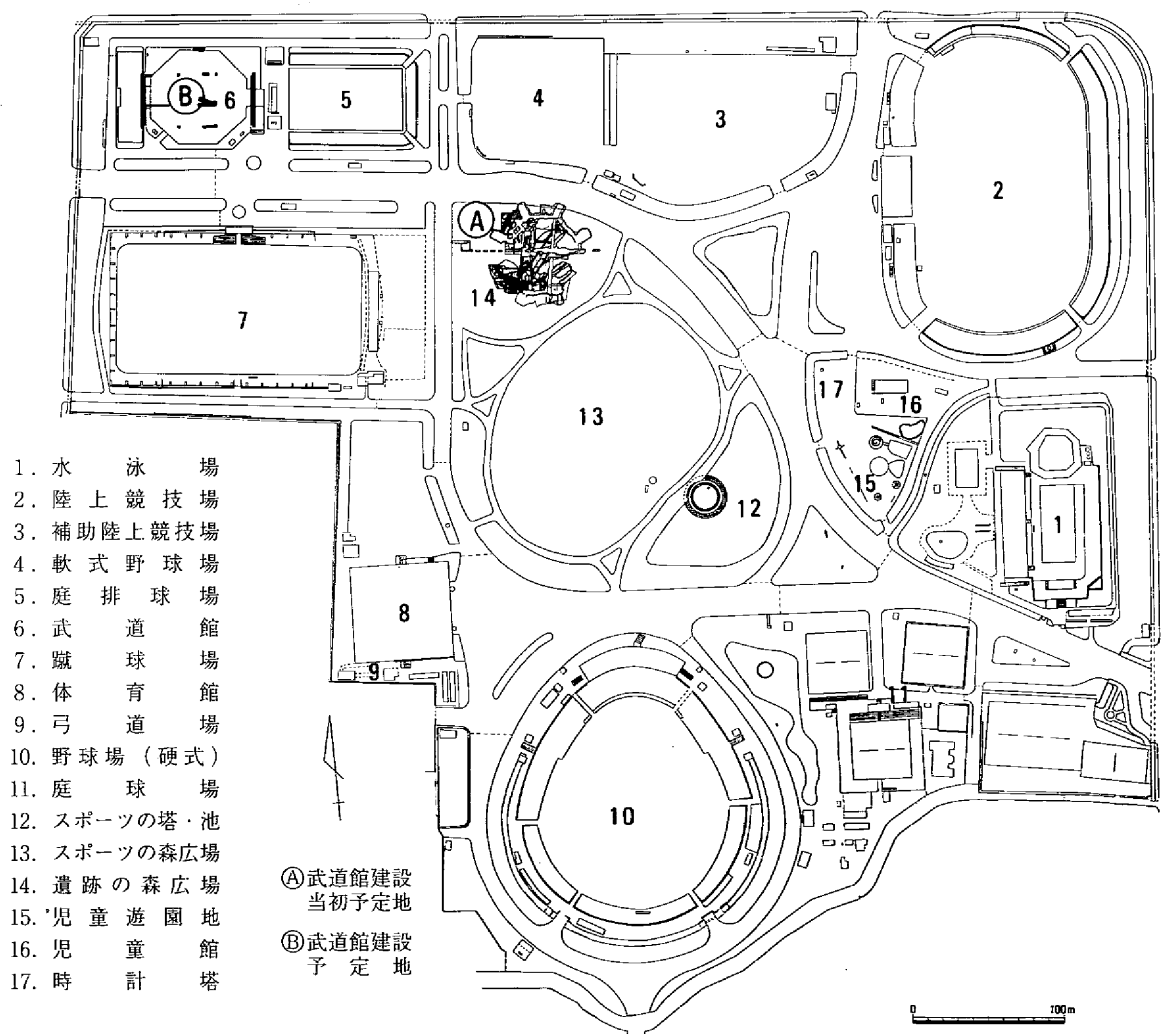 B
6
5
4
3
2
A
14
7
13
17
16
15
12
1
8
9
11
10
1. 水泳場
2. 陸上競技場
3. 補助陸上競技場
4. 軟式野球場
5. 庭排球場
6. 武道館
7. 蹴球場
8. 体育館
9. 弓道場
10. 野球場(硬式)
11. 庭球場
12. スポーツの塔・池
13. スポーツの森広場
14. 遺跡の森広場
15. 児童遊園地
16. 児童館
17. 時計塔
Ⓐ武道館建設
当初予定地
Ⓑ武道館建設
予定地
0 100m